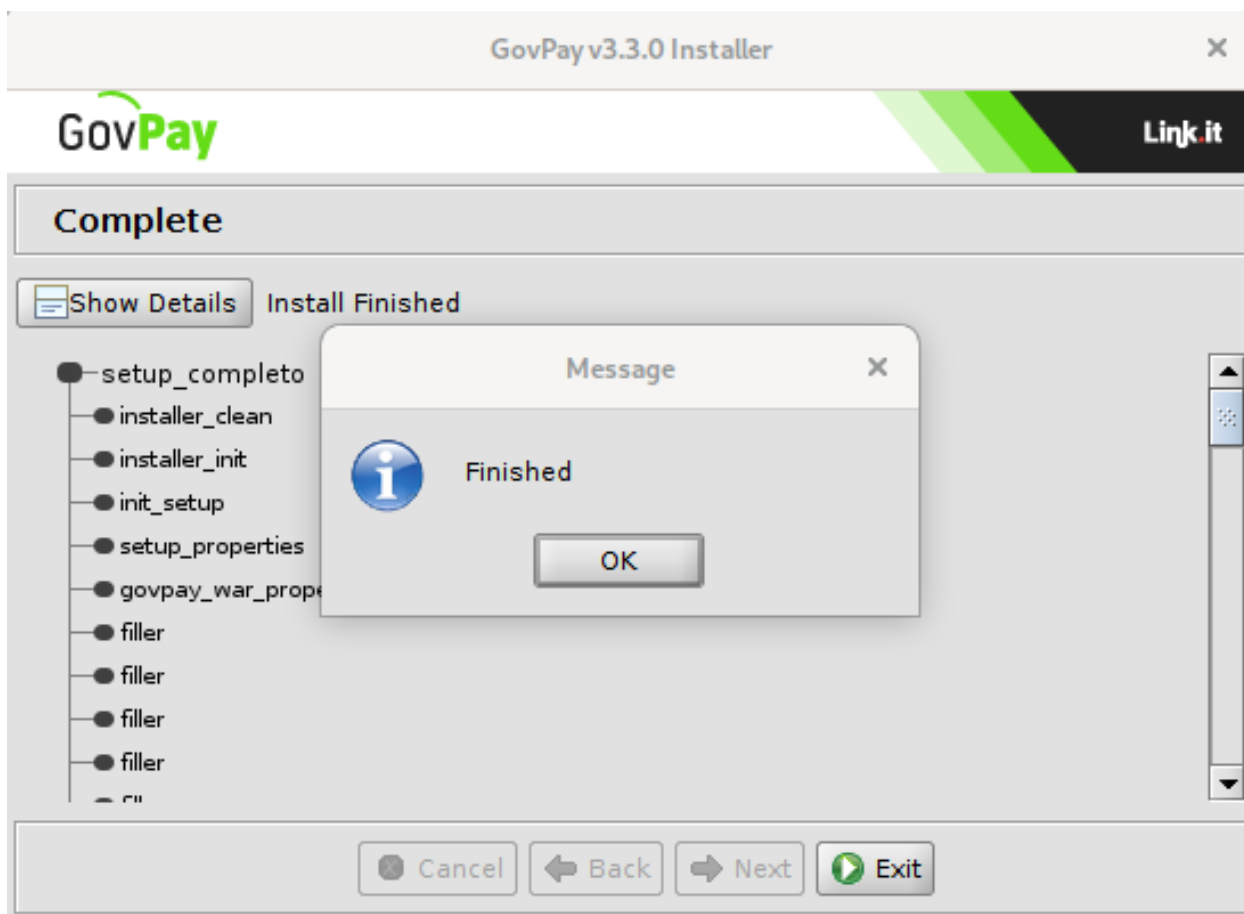 GovPay v3.3.0 Installer
GovPay
Link.it
Complete
Show Details Install Finished
setup_completo
Message
installer_clean
installer_init
Finished
init_setup
setup_properties
OK
govpay_war_prope
filler
filler
filler
filler
Cancel Back Next Exit